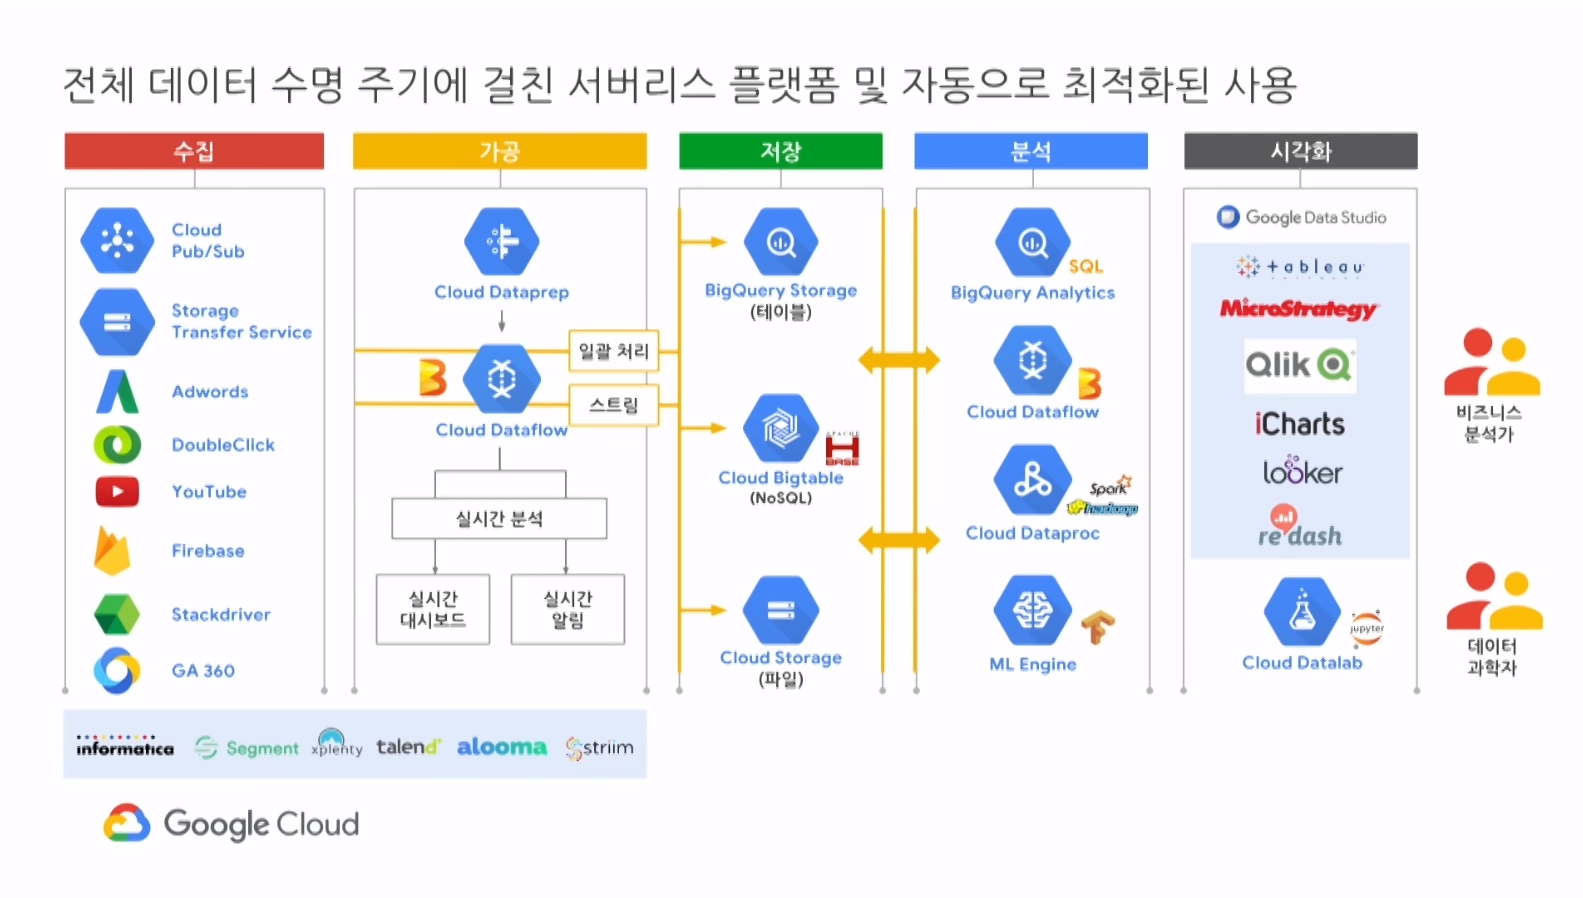 전체 데이터 수명 주기에 걸친 서버리스 플랫폼 및 자동으로 최적화된 사용
수집
Cloud
Pub/Sub
Storage
Transfer Service
Adwords
DoubleClick
YouTube
Firebase
Stackdriver
GA 360
가공
Cloud Dataprep
일괄 처리
스트림
Cloud Dataflow
실시간 분석
실시간
대시보드
실시간
알림
informatica
Segment
xplenty
talend
alooma
striim
저장
BigQuery Storage
(테이블)
APACHE
HBASE
Cloud Bigtable
(NoSQL)
Cloud Storage
(파일)
분석
SQL
BigQuery Analytics
Cloud Dataflow
Spark
hadoop
Cloud Dataproc
ML Engine
시각화
Google Data Studio
+ableau
MicroStrategy
Qlik
iCharts
looker
re:dash
jupyter
Cloud Datalab
비즈니스
분석가
데이터
과학자
Google Cloud